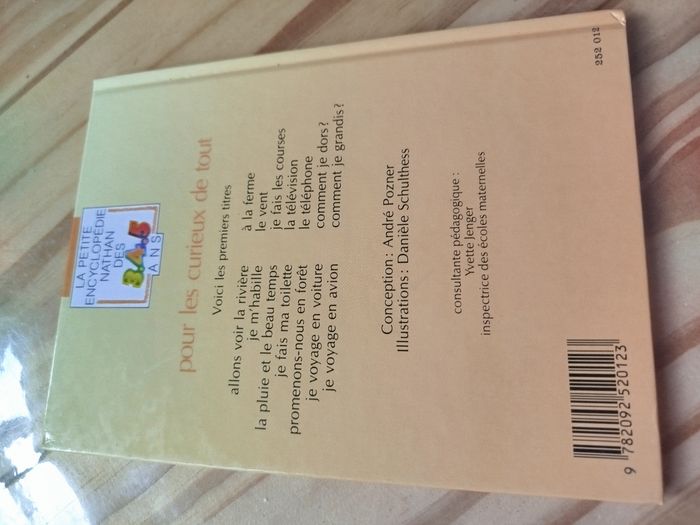 LA PETITE
ENCYCLOPÉDIE
NATHAN
DES
3.4.5
ANS
pour les curieux de tout
Voici les premiers titres
allons voir la rivière
je m'habille
la pluie et le beau temps
je fais ma toilette
promenons-nous en forêt
je voyage en voiture
je voyage en avion
à la ferme
le vent
je fais les courses
la télévision
le téléphone
comment je dors?
comment je grandis?
Conception: André Pozner
Illustrations: Danièle Schulthess
consultante pédagogique :
Yvette Jenger
inspectrice des écoles maternelles
9 782092 520123
252 012